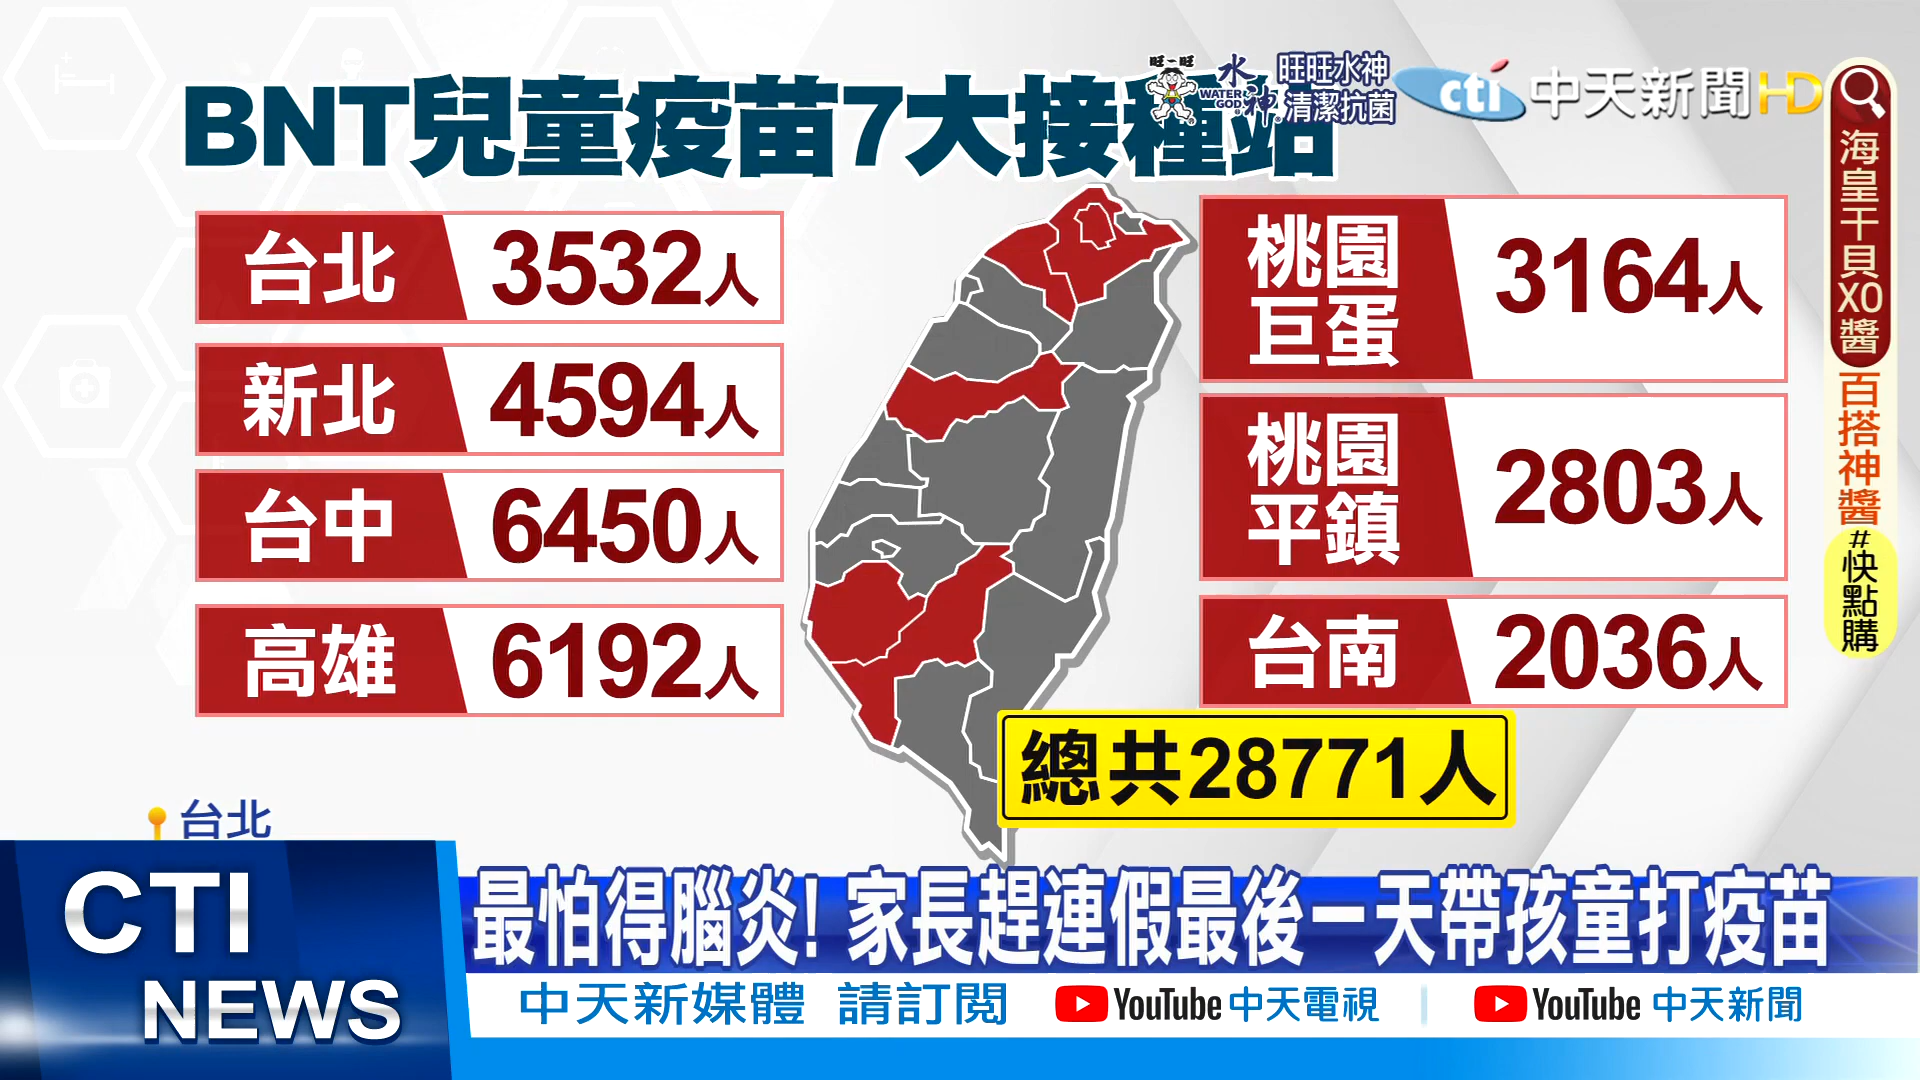 BNT兒童疫苗7大接種站
旺旺
水神
WATER GOD
旺旺水神
清潔抗菌
cti 中天新聞HD
台北 3532人
新北 4594人
台中 6450人
高雄 6192人
桃園巨蛋 3164人
桃園平鎮 2803人
台南 2036人
總共28771人
海皇干貝XO醬
百搭神醬
#快點購
台北
CTI
NEWS
最怕得腦炎! 家長趕連假最後一天帶孩童打疫苗
中天新媒體 請訂閱 YouTube 中天電視 | YouTube 中天新聞